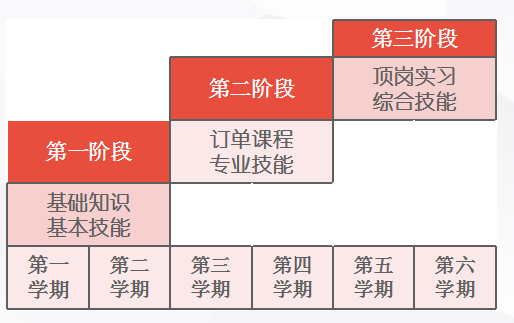 第三阶段
顶岗实习
综合技能
第二阶段
订单课程
专业技能
第一阶段
基础知识
基本技能
第一
学期
第二
学期
第三
学期
第四
学期
第五
学期
第六
学期